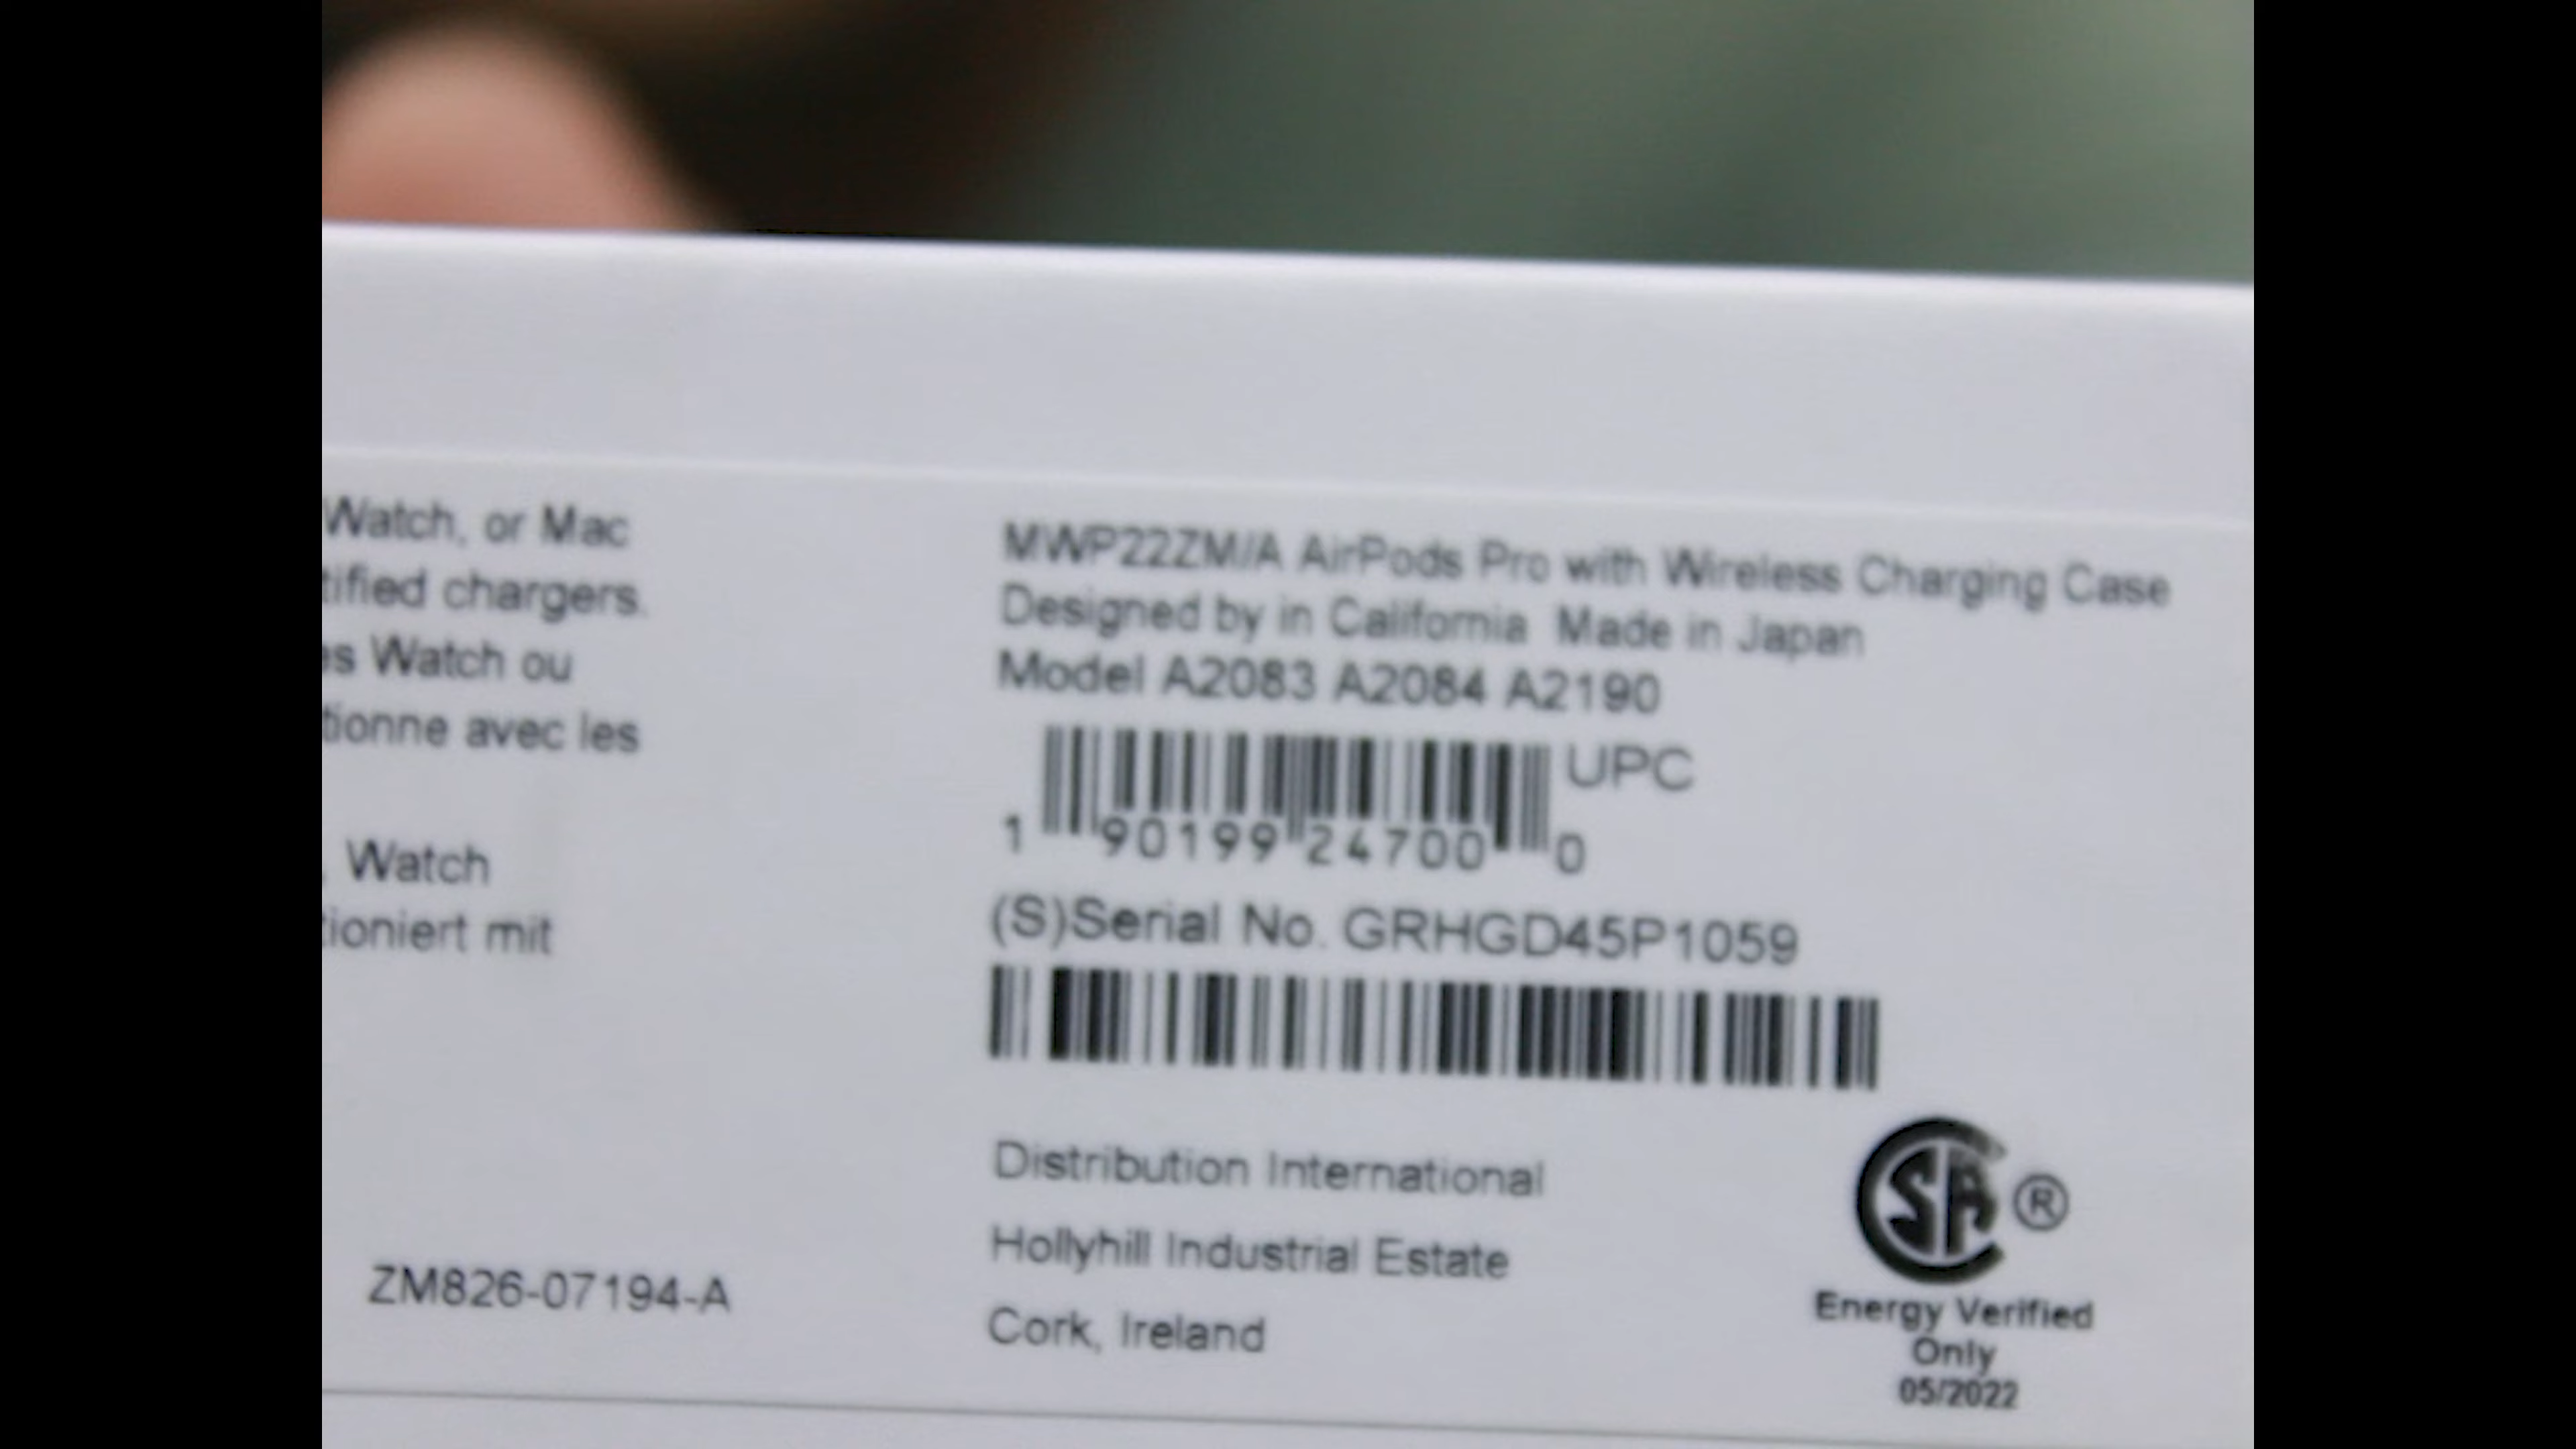 Watch, or Mac
tified chargers.
es Watch ou
tionne avec les
, Watch
tioniert mit
ZM826-07194-A
MWP22ZM/A AirPods Pro with Wireless Charging Case
Designed by in California Made in Japan
Model A2083 A2084 A2190
UPC
1 90199 24700 0
(S)Serial No. GRHGD45P1059
Distribution International
Hollyhill Industrial Estate
Cork, Ireland
SA ®
Energy Verified
Only
05/2022